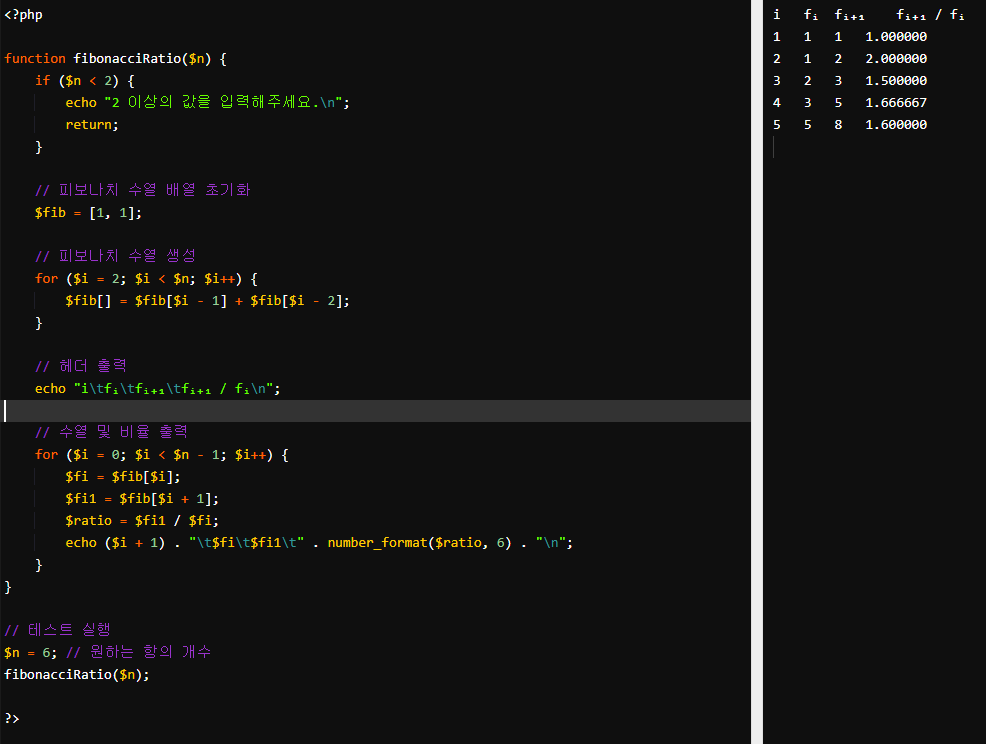 <?php
function fibonacciRatio($n) {
    if ($n < 2) {
        echo "2 이상의 값을 입력해주세요.\n";
        return;
    }
    // 피보나치 수열 배열 초기화
    $fib = [1, 1];
    // 피보나치 수열 생성
    for ($i = 2; $i < $n; $i++) {
        $fib[] = $fib[$i - 1] + $fib[$i - 2];
    }
    // 헤더 출력
    echo "i\tfᵢ\tfᵢ₊₁\tfᵢ₊₁ / fᵢ\n";
    // 수열 및 비율 출력
    for ($i = 0; $i < $n - 1; $i++) {
        $fi = $fib[$i];
        $fi1 = $fib[$i + 1];
        $ratio = $fi1 / $fi;
        echo ($i + 1) . "\t$fi\t$fi1\t" . number_format($ratio, 6) . "\n";
    }
}
// 테스트 실행
$n = 6; // 원하는 항의 개수
fibonacciRatio($n);
?>
i fᵢ fᵢ₊₁ fᵢ₊₁ / fᵢ
1 1 1 1.000000
2 1 2 2.000000
3 2 3 1.500000
4 3 5 1.666667
5 5 8 1.600000